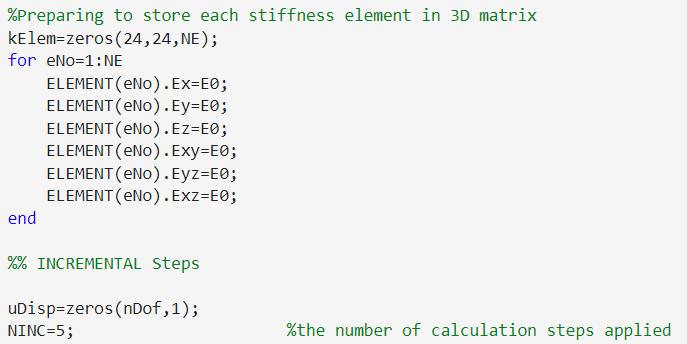 %Preparing to store each stiffness element in 3D matrix
kElem=zeros(24,24,NE);
for eNo=1:NE
    ELEMENT(eNo).Ex=E0;
    ELEMENT(eNo).Ey=E0;
    ELEMENT(eNo).Ez=E0;
    ELEMENT(eNo).Exy=E0;
    ELEMENT(eNo).Eyz=E0;
    ELEMENT(eNo).Exz=E0;
end
%% INCREMENTAL Steps
uDisp=zeros(nDof,1);
NINC=5;                      %the number of calculation steps applied